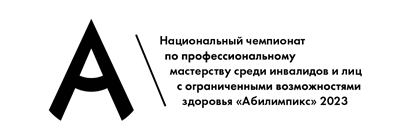 А
Национальный чемпионат
по профессиональному
мастерству среди инвалидов и лиц
с ограниченными возможностями
здоровья «Абилимпикс» 2023